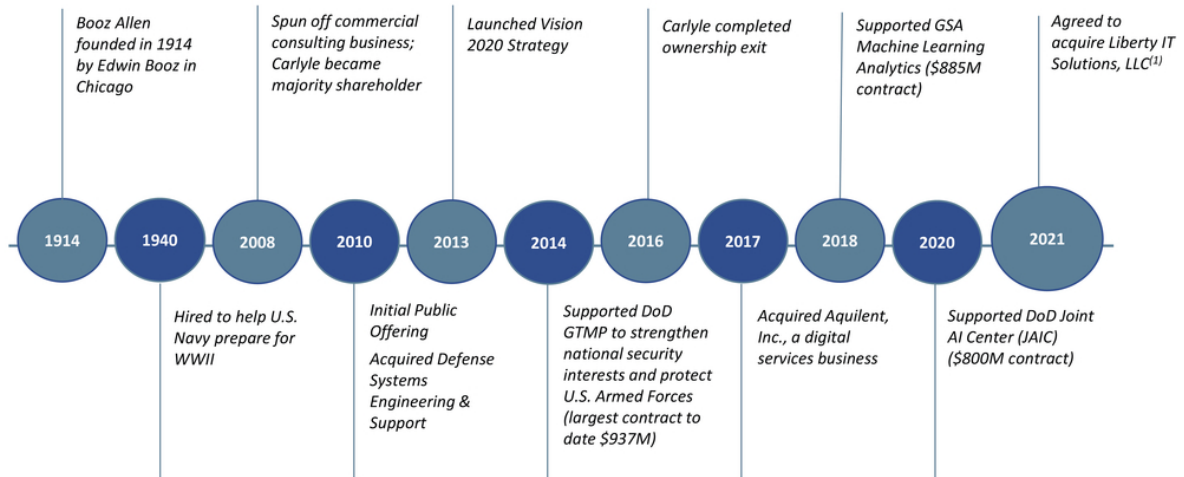 Booz Allen
founded in 1914
by Edwin Booz in
Chicago
Spun off commercial
consulting business;
Carlyle became
majority shareholder
Launched Vision
2020 Strategy
Carlyle completed
ownership exit
Supported GSA
Machine Learning
Analytics ($885M
contract)
Agreed to
acquire Liberty IT
Solutions, LLC(1)
1914
1940
2008
2010
2013
2014
2016
2017
2018
2020
2021
Hired to help U.S.
Navy prepare for
WWII
Initial Public
Offering
Acquired Defense
Systems
Engineering &
Support
Supported DoD
GTMP to strengthen
national security
interests and protect
U.S. Armed Forces
(largest contract to
date $937M)
Acquired Aquilent,
Inc., a digital
services business
Supported DoD Joint
AI Center (JAIC)
($800M contract)